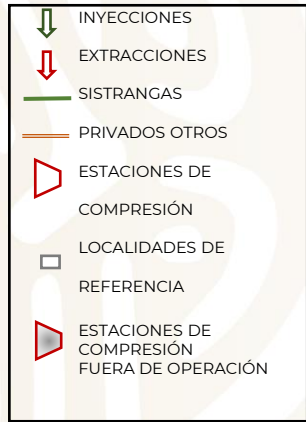 INYECCIONES
EXTRACCIONES
SISTRANGAS
PRIVADOS OTROS
ESTACIONES DE
COMPRESIÓN
LOCALIDADES DE
REFERENCIA
ESTACIONES DE
COMPRESIÓN
FUERA DE OPERACIÓN